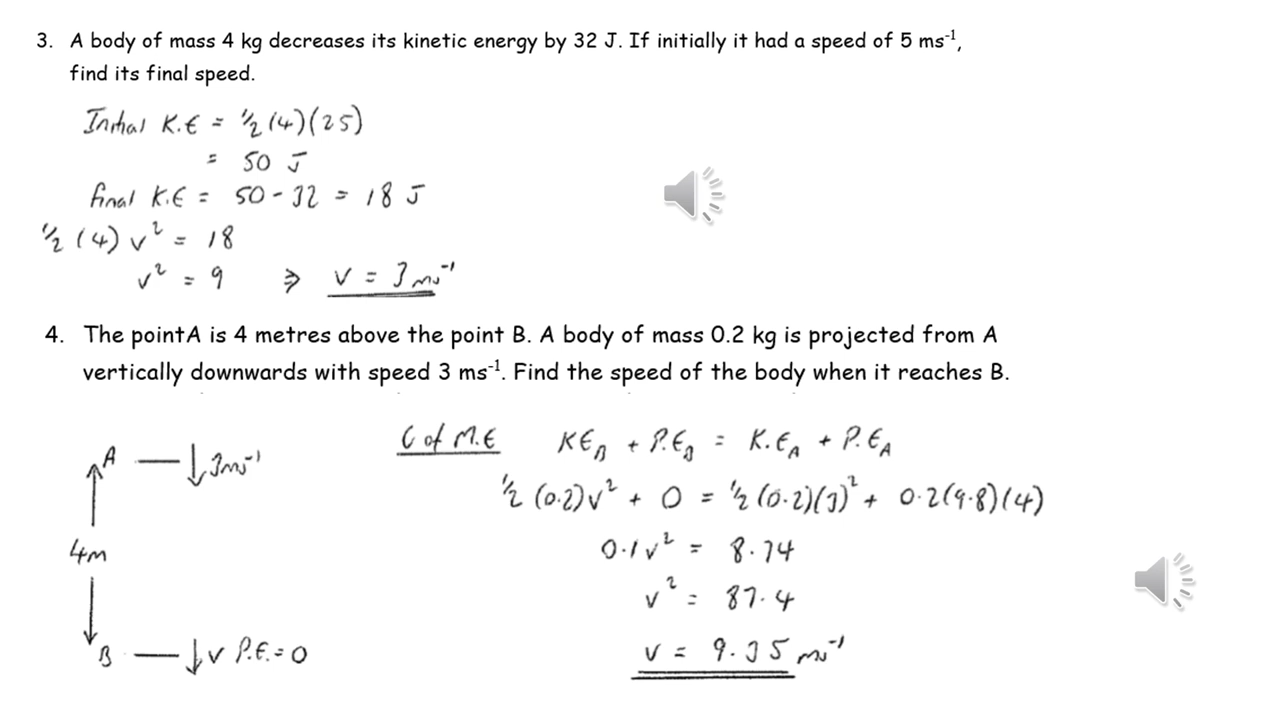 3. A body of mass 4 kg decreases its kinetic energy by 32 J. If initially it had a speed of 5 ms⁻¹,
find its final speed.
Initial K.E = ½ (4)(25)
= 50 J
final K.E = 50 - 32 = 18 J
½ (4) v² = 18
v² = 9 ⇒ v = 3 ms⁻¹
4. The pointA is 4 metres above the point B. A body of mass 0.2 kg is projected from A
vertically downwards with speed 3 ms⁻¹. Find the speed of the body when it reaches B.
C of M.E KE_B + P.E_B = K.E_A + P.E_A
A ↓3ms⁻¹
½ (0.2)v² + 0 = ½ (0.2)(3)² + 0.2(9.8)(4)
4m
0.1v² = 8.74
v² = 87.4
B ↓v P.E. = 0
v = 9.35 ms⁻¹